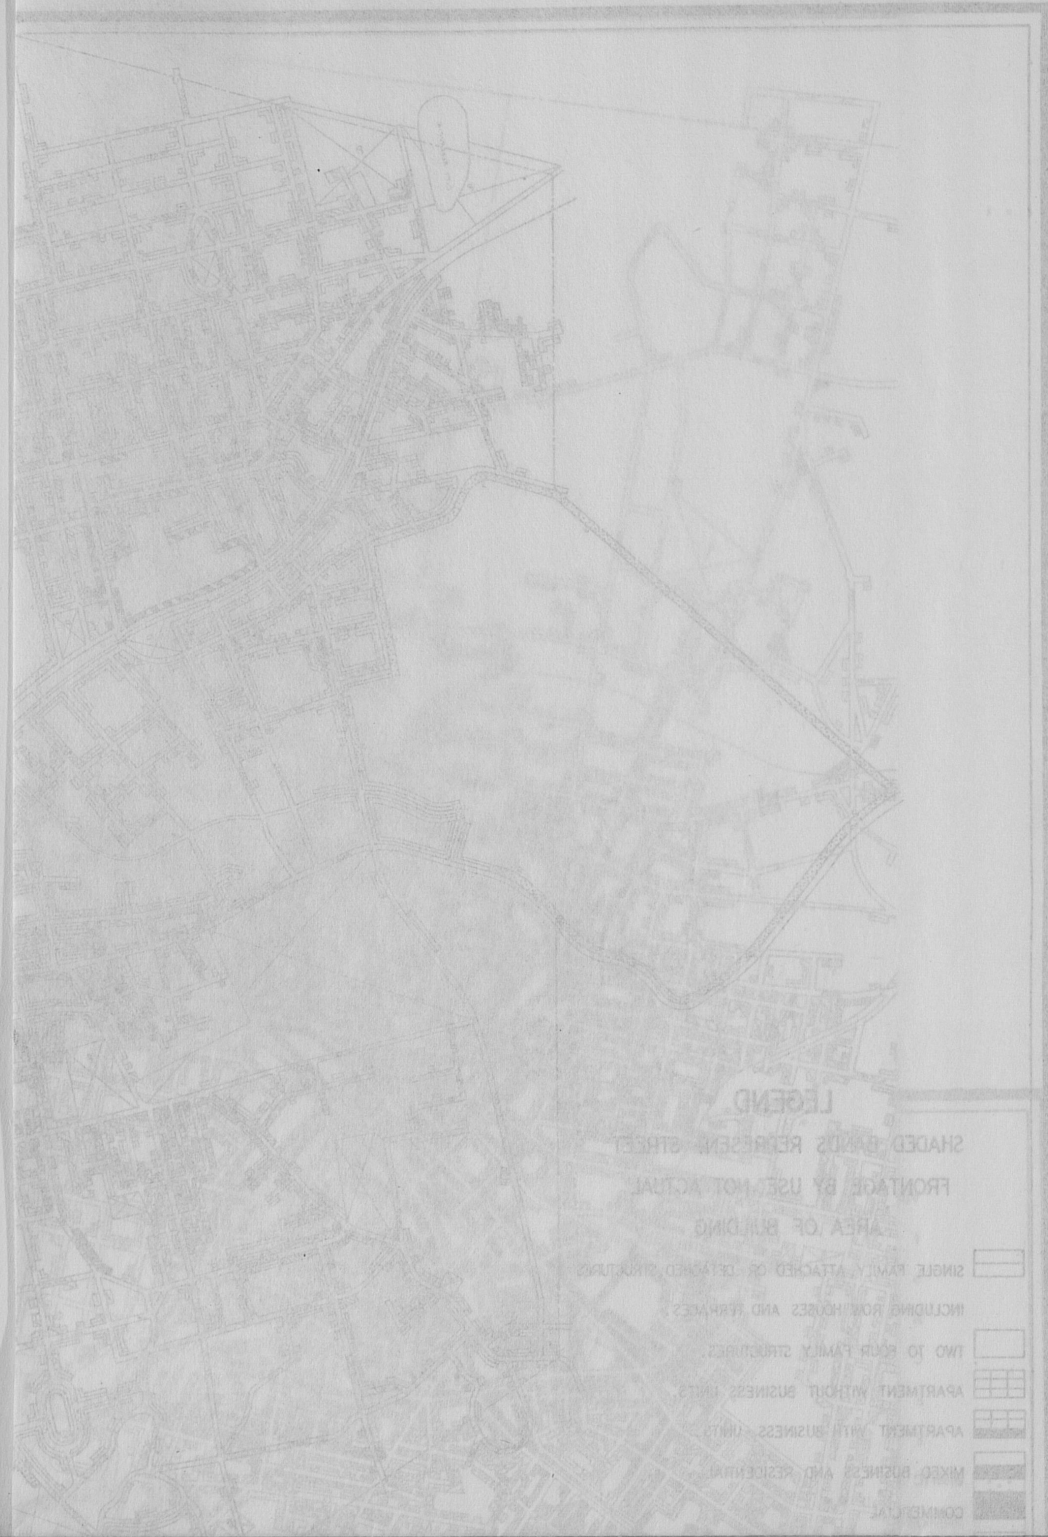 LEGEND
SHADED BANDS REPRESENT STREET
FRONTAGE BY USE, NOT ACTUAL
AREA OF BUILDING
SINGLE FAMILY, ATTACHED OR DETACHED STRUCTURES
INCLUDING ROW HOUSES AND TERRACES.
TWO TO FOUR FAMILY STRUCTURES.
APARTMENT WITHOUT BUSINESS UNITS.
APARTMENT WITH BUSINESS UNITS.
MIXED BUSINESS AND RESIDENTIAL
COMMERCIAL